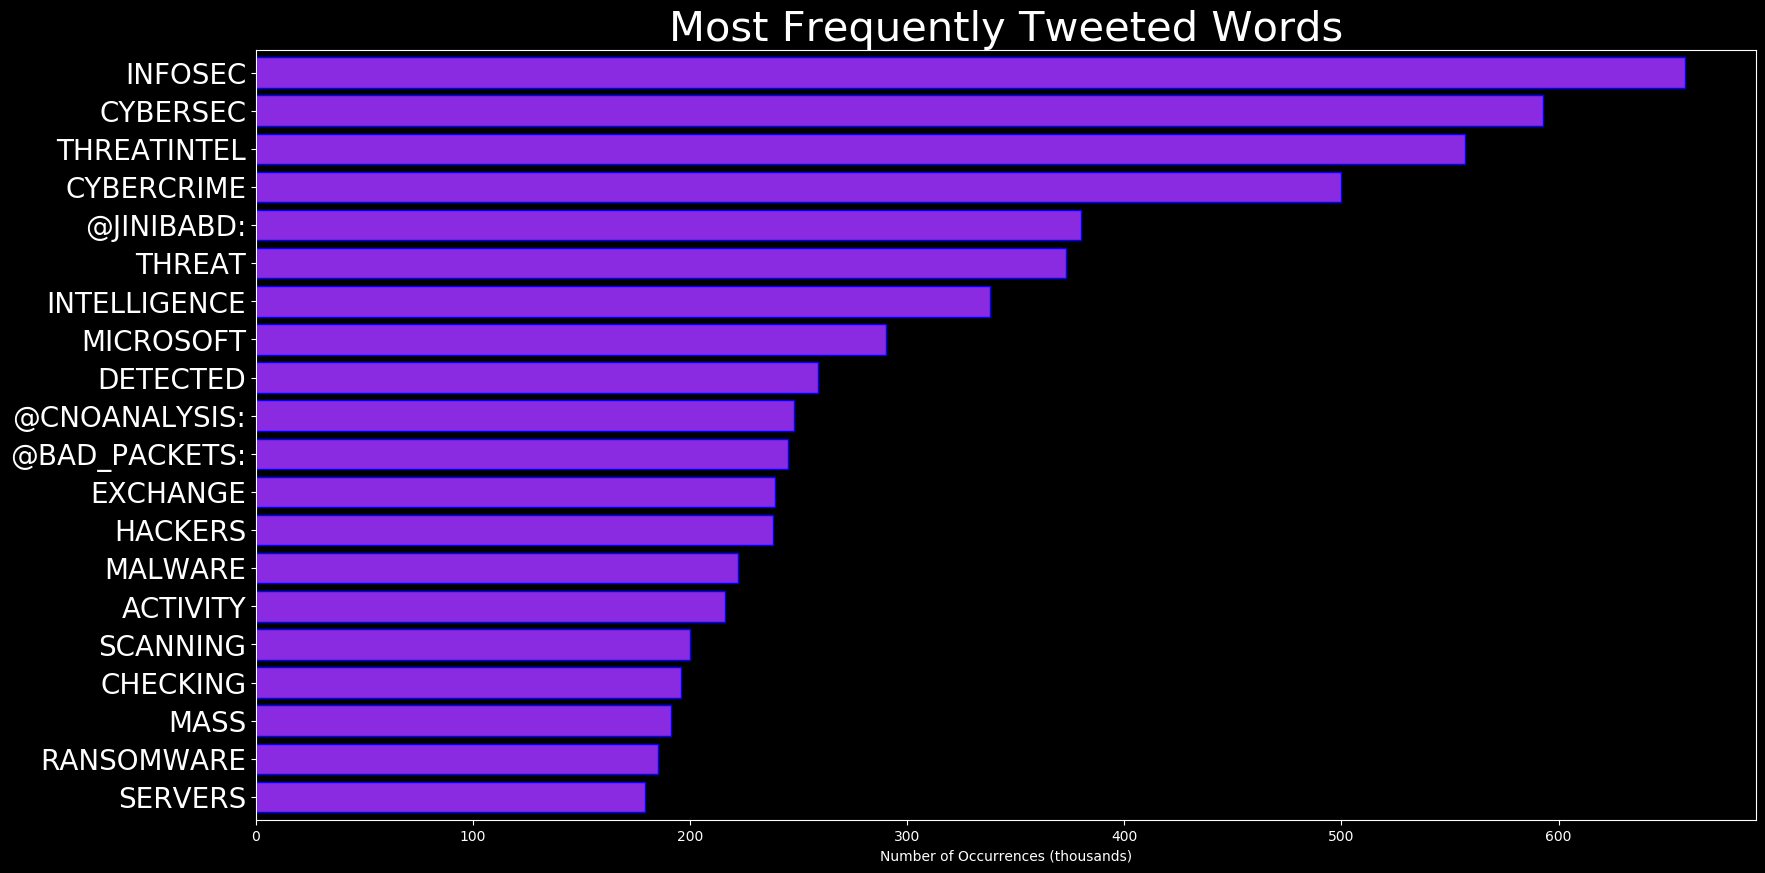 Most Frequently Tweeted Words
INFOSEC
CYBERSEC
THREATINTEL
CYBERCRIME
@JINIBABD:
THREAT
INTELLIGENCE
MICROSOFT
DETECTED
@CNOANALYSIS:
@BAD_PACKETS:
EXCHANGE
HACKERS
MALWARE
ACTIVITY
SCANNING
CHECKING
MASS
RANSOMWARE
SERVERS
0 100 200 300 400 500 600
Number of Occurrences (thousands)